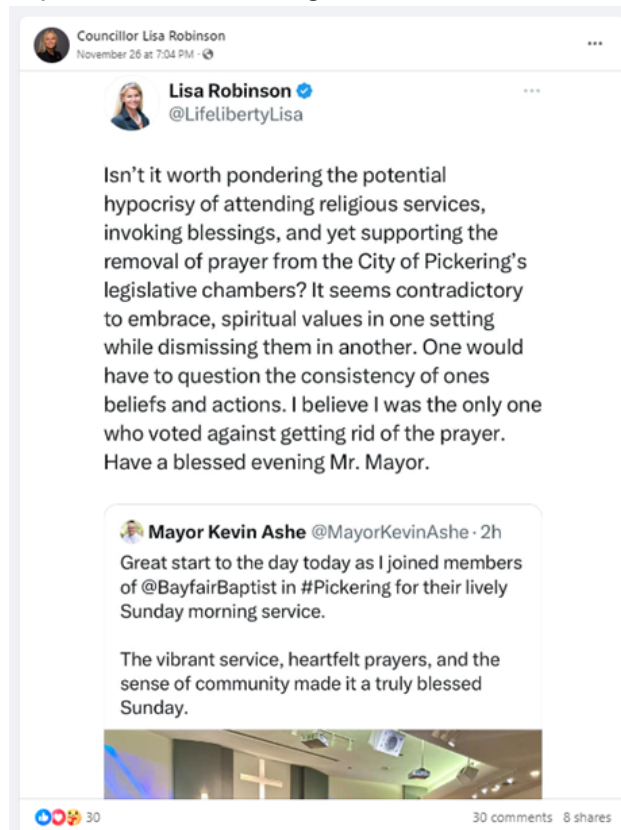 Councillor Lisa Robinson
November 26 at 7:04 PM ·
Lisa Robinson
@LifelibertyLisa
Isn't it worth pondering the potential
hypocrisy of attending religious services,
invoking blessings, and yet supporting the
removal of prayer from the City of Pickering's
legislative chambers? It seems contradictory
to embrace, spiritual values in one setting
while dismissing them in another. One would
have to question the consistency of ones
beliefs and actions. I believe I was the only one
who voted against getting rid of the prayer.
Have a blessed evening Mr. Mayor.
Mayor Kevin Ashe @MayorKevinAshe · 2h
Great start to the day today as I joined members
of @BayfairBaptist in #Pickering for their lively
Sunday morning service.
The vibrant service, heartfelt prayers, and the
sense of community made it a truly blessed
Sunday.
30
30 comments 8 shares